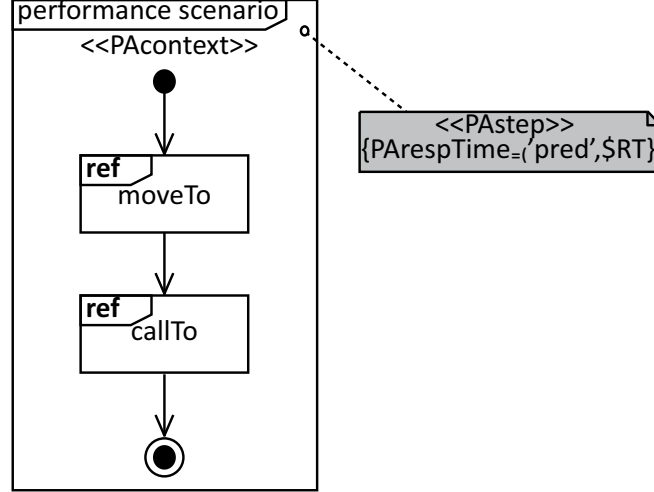 performance scenario
<<PAcontext>>
<<PAstep>>
{PArespTime=('pred',$RT}
ref
moveTo
ref
callTo